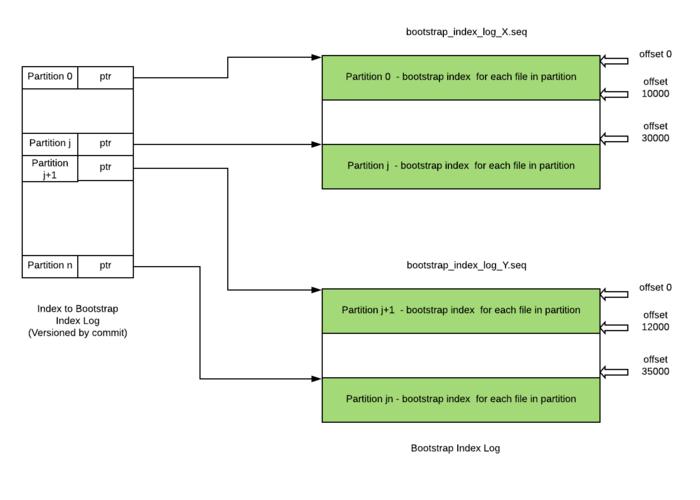 bootstrap_index_log_X.seq
offset 0
Partition 0 ptr
Partition 0 - bootstrap index for each file in partition
offset
10000
offset
30000
Partition j ptr
Partition
j+1
ptr
Partition j - bootstrap index for each file in partition
Partition n ptr
bootstrap_index_log_Y.seq
offset 0
Index to Bootstrap
Index Log
(Versioned by commit)
Partition j+1 - bootstrap index for each file in partition
offset
12000
offset
35000
Partition jn - bootstrap index for each file in partition
Bootstrap Index Log